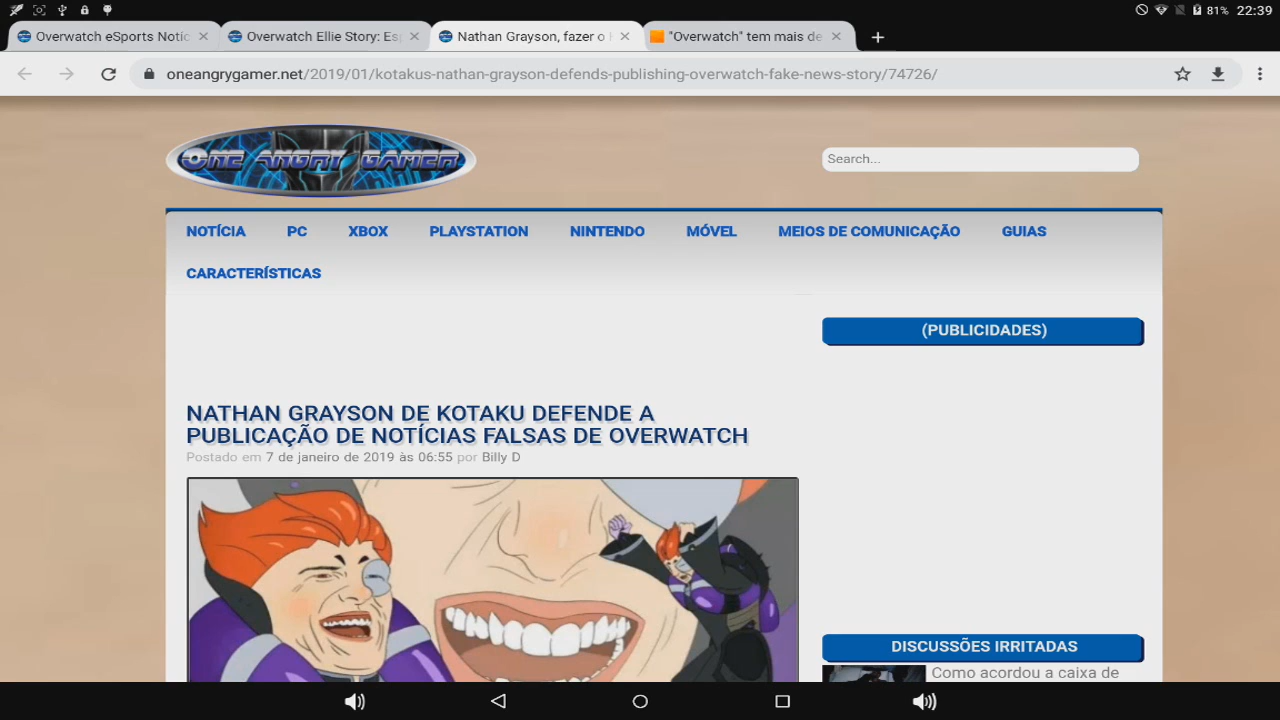 81% 22:39
Overwatch eSports Notíc
Overwatch Ellie Story: Es
Nathan Grayson, fazer o
"Overwatch" tem mais de
oneangrygamer.net/2019/01/kotakus-nathan-grayson-defends-publishing-overwatch-fake-news-story/74726/
ONE ANGRY GAMER
Search...
NOTÍCIA PC XBOX PLAYSTATION NINTENDO MÓVEL MEIOS DE COMUNICAÇÃO GUIAS
CARACTERÍSTICAS
(PUBLICIDADES)
NATHAN GRAYSON DE KOTAKU DEFENDE A
PUBLICAÇÃO DE NOTÍCIAS FALSAS DE OVERWATCH
Postado em 7 de janeiro de 2019 às 06:55 por Billy D
DISCUSSÕES IRRITADAS
Como acordou a caixa de